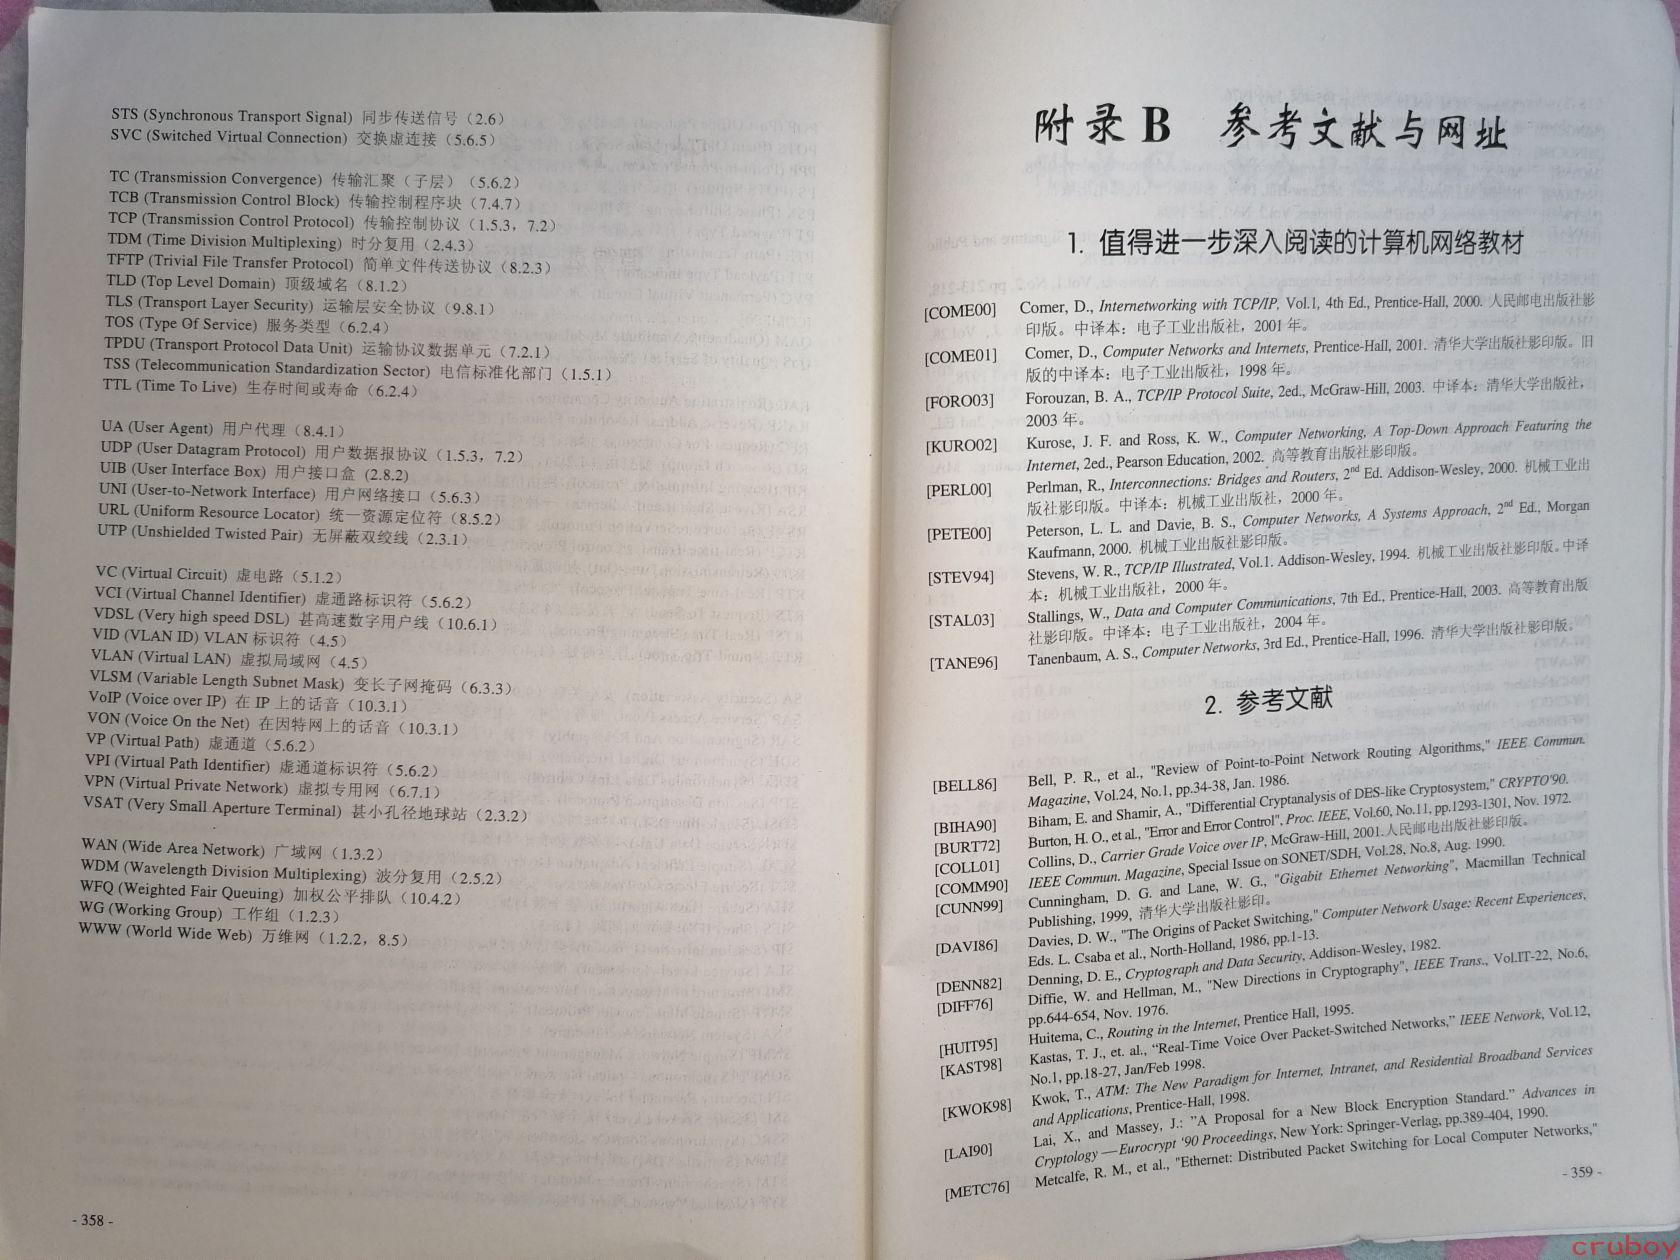 STS (Synchronous Transport Signal) 同步传送信号（2.6）
SVC (Switched Virtual Connection) 交换虚连接（5.6.5）
TC (Transmission Convergence) 传输汇聚（子层）（5.6.2）
TCB (Transmission Control Block) 传输控制程序块（7.4.7）
TCP (Transmission Control Protocol) 传输控制协议（1.5.3，7.2）
TDM (Time Division Multiplexing) 时分复用（2.4.3）
TFTP (Trivial File Transfer Protocol) 简单文件传送协议（8.2.3）
TLD (Top Level Domain) 顶级域名（8.1.2）
TLS (Transport Layer Security) 运输层安全协议（9.8.1）
TOS (Type Of Service) 服务类型（6.2.4）
TPDU (Transport Protocol Data Unit) 运输协议数据单元（7.2.1）
TSS (Telecommunication Standardization Sector) 电信标准化部门（1.5.1）
TTL (Time To Live) 生存时间或寿命（6.2.4）
UA (User Agent) 用户代理（8.4.1）
UDP (User Datagram Protocol) 用户数据报协议（1.5.3，7.2）
UIB (User Interface Box) 用户接口盒 (2.8.2)
UNI (User-to-Network Interface) 用户网络接口（5.6.3）
URL (Uniform Resource Locator) 统一资源定位符（8.5.2）
UTP (Unshielded Twisted Pair) 无屏蔽双绞线（2.3.1）
VC (Virtual Circuit) 虚电路（5.1.2）
VCI (Virtual Channel Identifier) 虚通路标识符（5.6.2）
VDSL (Very high speed DSL) 甚高速数字用户线（10.6.1）
VID (VLAN ID) VLAN 标识符（4.5）
VLAN (Virtual LAN) 虚拟局域网（4.5）
VLSM (Variable Length Subnet Mask) 变长子网掩码（6.3.3）
VoIP (Voice over IP) 在 IP 上的话音（10.3.1）
VON (Voice On the Net) 在因特网上的话音（10.3.1）
VP (Virtual Path) 虚通道（5.6.2）
VPI (Virtual Path Identifier) 虚通道标识符（5.6.2）
VPN (Virtual Private Network) 虚拟专用网（6.7.1）
VSAT (Very Small Aperture Terminal) 甚小孔径地球站（2.3.2）
WAN (Wide Area Network) 广域网（1.3.2）
WDM (Wavelength Division Multiplexing) 波分复用（2.5.2）
WFQ (Weighted Fair Queuing) 加权公平排队（10.4.2）
WG (Working Group) 工作组（1.2.3）
WWW (World Wide Web) 万维网（1.2.2，8.5）
- 358 -
附录 B 参考文献与网址
1. 值得进一步深入阅读的计算机网络教材
[COME00] Comer, D., Internetworking with TCP/IP, Vol.1, 4th Ed., Prentice-Hall, 2000. 人民邮电出版社影
印版。中译本：电子工业出版社，2001 年。
[COME01] Comer, D., Computer Networks and Internets, Prentice-Hall, 2001. 清华大学出版社影印版。旧
版的中译本：电子工业出版社，1998 年。
[FORO03] Forouzan, B. A., TCP/IP Protocol Suite, 2ed., McGraw-Hill, 2003. 中译本：清华大学出版社，
2003 年。
[KURO02] Kurose, J. F. and Ross, K. W., Computer Networking, A Top-Down Approach Featuring the
Internet, 2ed., Pearson Education, 2002. 高等教育出版社影印版。
[PERL00] Perlman, R., Interconnections: Bridges and Routers, 2nd Ed. Addison-Wesley, 2000. 机械工业出
版社影印版。中译本：机械工业出版社，2000 年。
[PETE00] Peterson, L. L. and Davie, B. S., Computer Networks, A Systems Approach, 2nd Ed., Morgan
Kaufmann, 2000. 机械工业出版社影印版。
[STEV94] Stevens, W. R., TCP/IP Illustrated, Vol.1. Addison-Wesley, 1994. 机械工业出版社影印版。中译
本：机械工业出版社，2000 年。
[STAL03] Stallings, W., Data and Computer Communications, 7th Ed., Prentice-Hall, 2003. 高等教育出版
社影印版。中译本：电子工业出版社，2004 年。
[TANE96] Tanenbaum, A. S., Computer Networks, 3rd Ed., Prentice-Hall, 1996. 清华大学出版社影印版。
2. 参考文献
[BELL86] Bell, P. R., et al., "Review of Point-to-Point Network Routing Algorithms," IEEE Commun.
Magazine, Vol.24, No.1, pp.34-38, Jan. 1986.
[BIHA90] Biham, E. and Shamir, A., "Differential Cryptanalysis of DES-like Cryptosystem," CRYPTO'90.
[BURT72] Burton, H. O., et al., "Error and Error Control", Proc. IEEE, Vol.60, No.11, pp.1293-1301, Nov. 1972.
[COLL01] Collins, D., Carrier Grade Voice over IP, McGraw-Hill, 2001.人民邮电出版社影印版。
[COMM90] IEEE Commun. Magazine, Special Issue on SONET/SDH, Vol.28, No.8, Aug. 1990.
[CUNN99] Cunningham, D. G. and Lane, W. G., "Gigabit Ethernet Networking", Macmillan Technical
Publishing, 1999, 清华大学出版社影印。
[DAVI86] Davies, D. W., "The Origins of Packet Switching," Computer Network Usage: Recent Experiences,
Eds. L. Csaba et al., North-Holland, 1986, pp.1-13.
[DENN82] Denning, D. E., Cryptograph and Data Security, Addison-Wesley, 1982.
[DIFF76] Diffie, W. and Hellman, M., "New Directions in Cryptography", IEEE Trans., Vol.IT-22, No.6,
pp.644-654, Nov. 1976.
[HUIT95] Huitema, C., Routing in the Internet, Prentice Hall, 1995.
[KAST98] Kastas, T. J., et. al., “Real-Time Voice Over Packet-Switched Networks,” IEEE Network, Vol.12,
No.1, pp.18-27, Jan/Feb 1998.
[KWOK98] Kwok, T., ATM: The New Paradigm for Internet, Intranet, and Residential Broadband Services
and Applications, Prentice-Hall, 1998.
[LAI90] Lai, X., and Massey, J.: ”A Proposal for a New Block Encryption Standard.” Advances in
Cryptology —Eurocrypt ‘90 Proceedings, New York: Springer-Verlag, pp.389-404, 1990.
[METC76] Metcalfe, R. M., et al., "Ethernet: Distributed Packet Switching for Local Computer Networks,"
- 359 -
cruboy